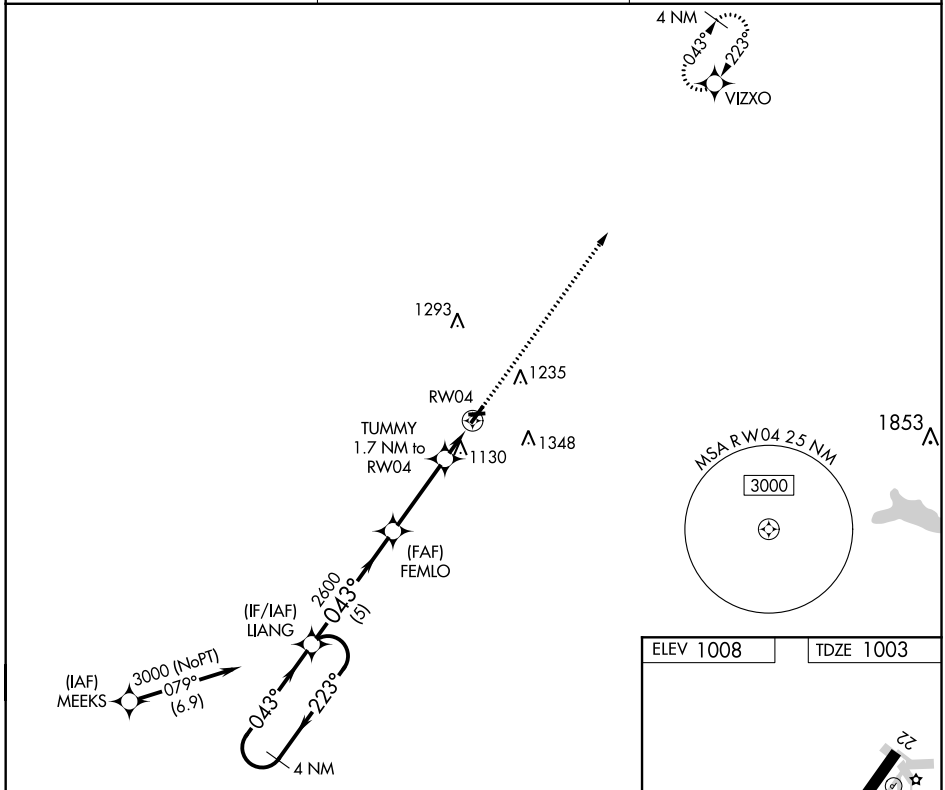 4 NM
043°
223°
VIZXO
1293
1235
RW04
TUMMY
1.7 NM to
RW04
1348
1130
1853
MSA RW04 25 NM
3000
(FAF)
FEMLO
2600
043°
(5)
(IF/IAF)
LIANG
(IAF)
MEEKS
3000 (NoPT)
079°
(6.9)
043°
223°
4 NM
ELEV 1008
TDZE 1003
22
P